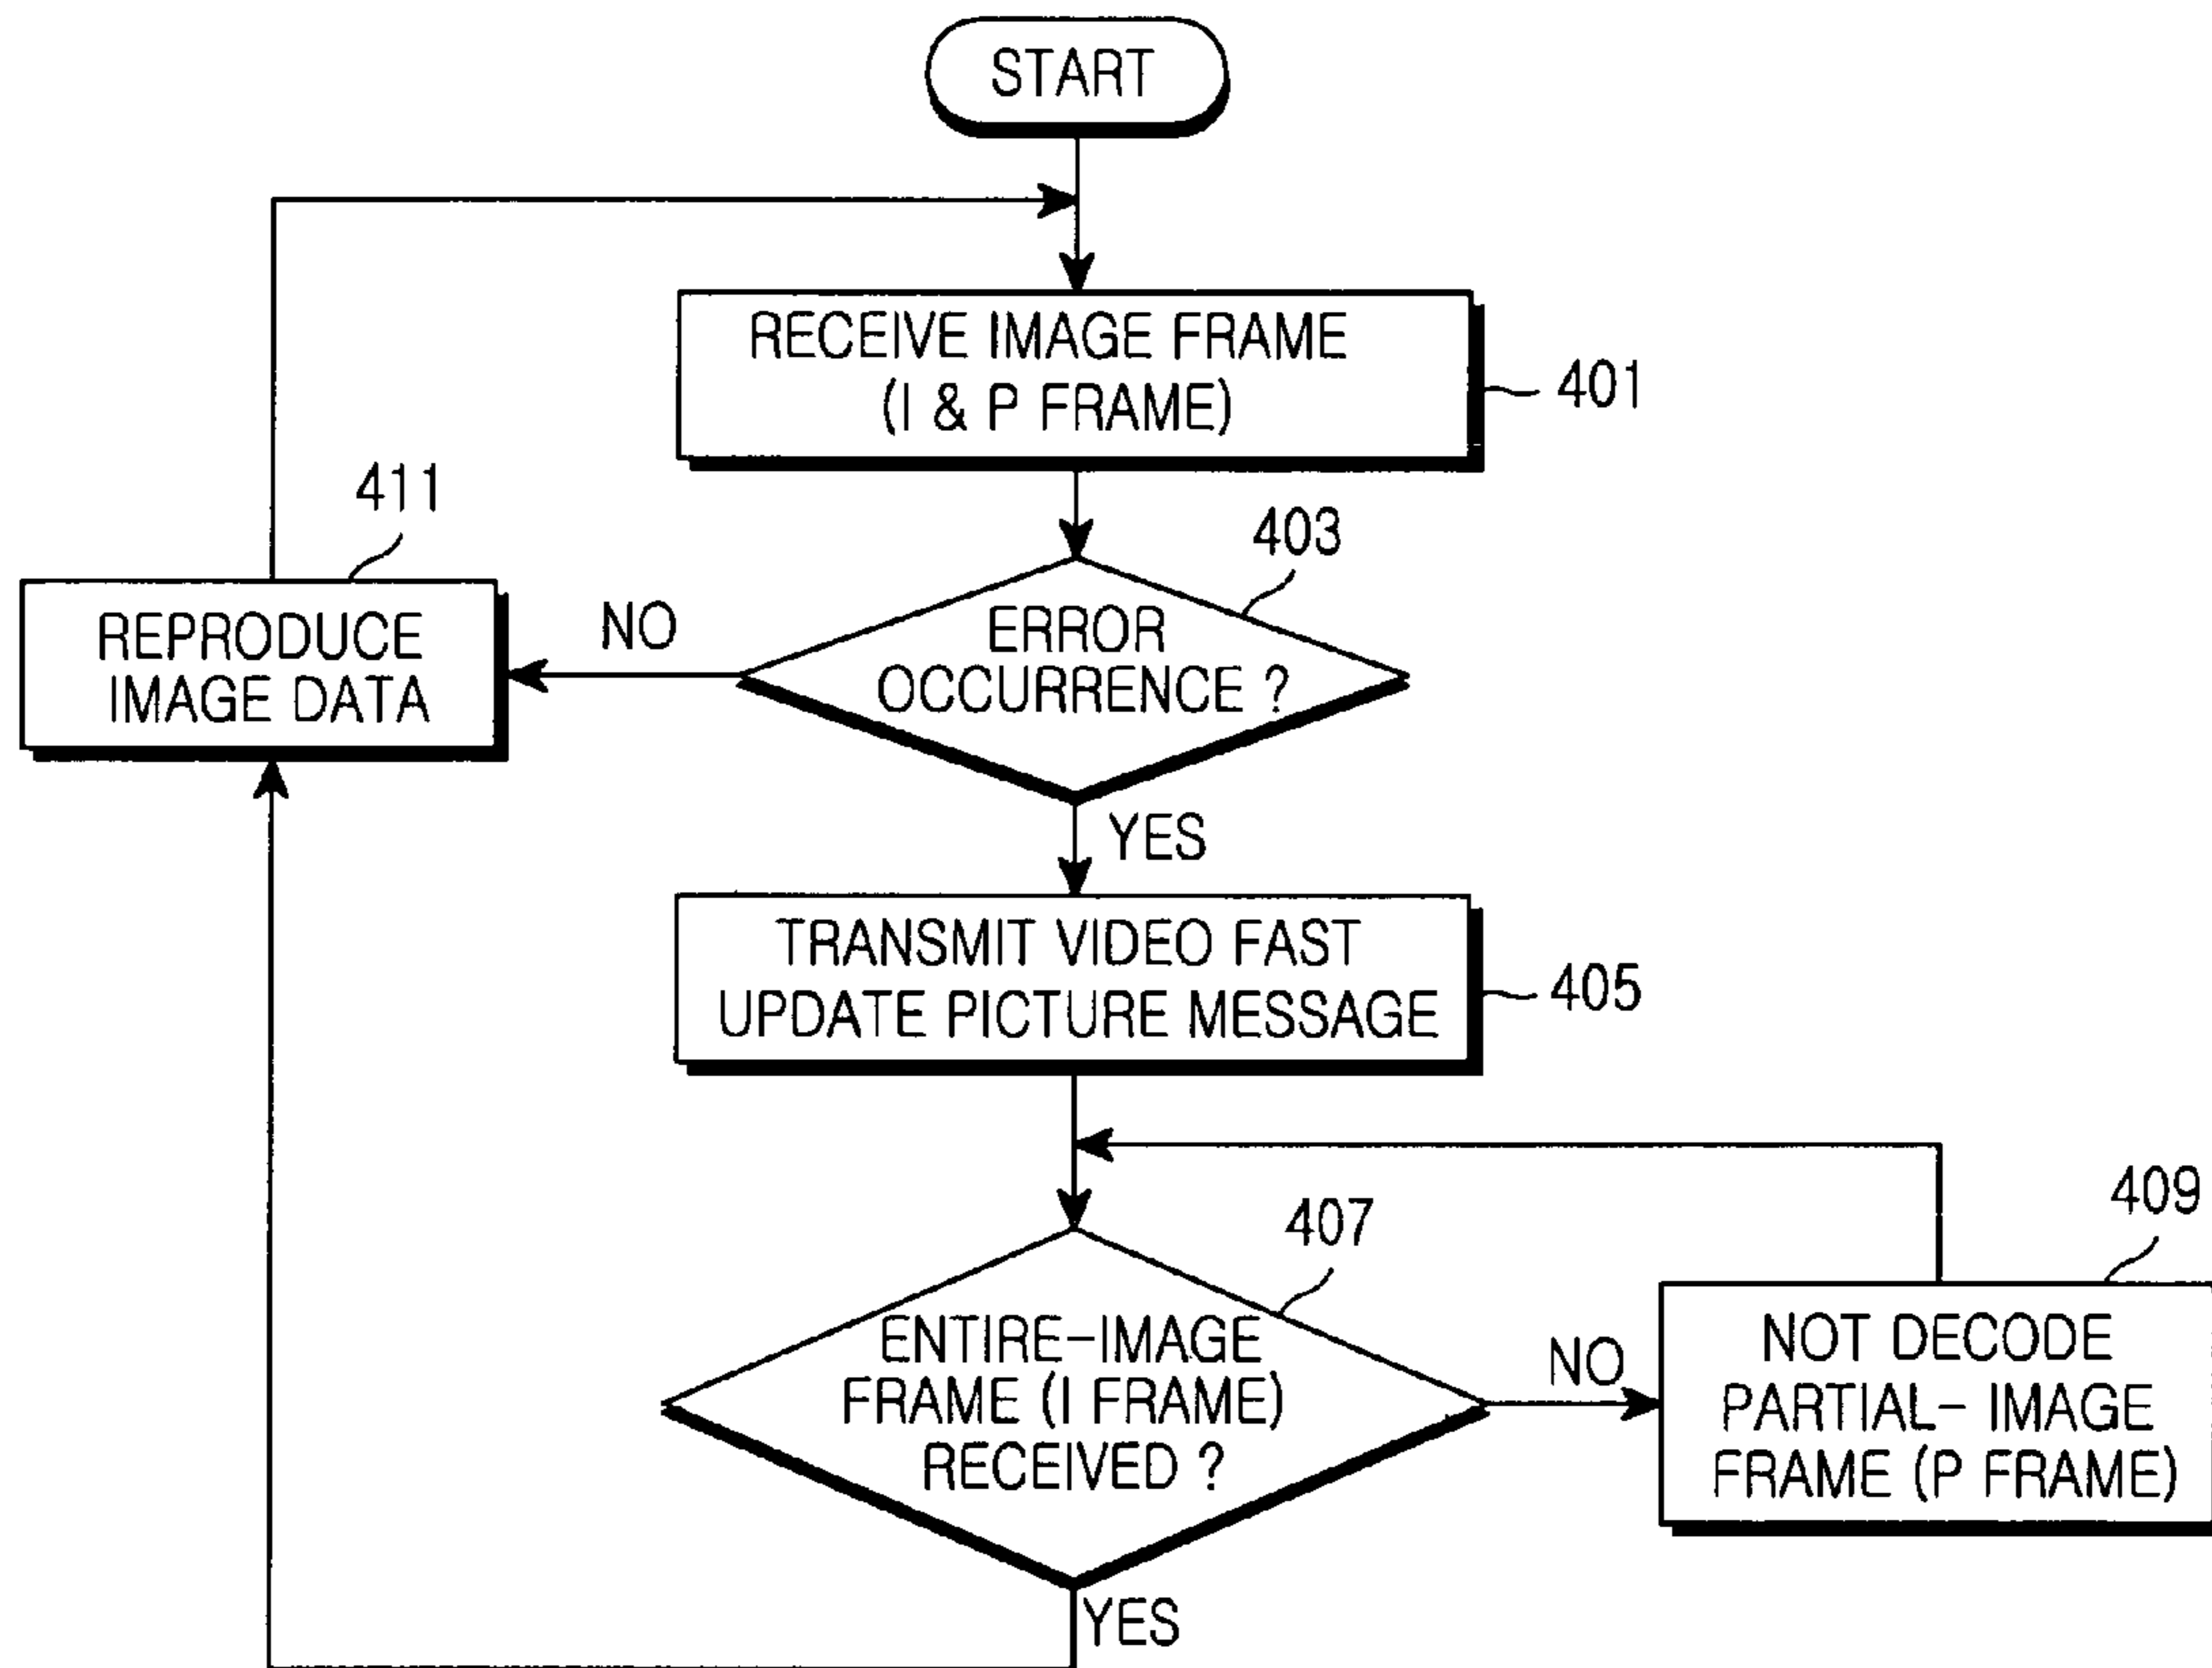 START
RECEIVE IMAGE FRAME
(I & P FRAME)
401
411
403
REPRODUCE
IMAGE DATA
NO
ERROR
OCCURRENCE ?
YES
TRANSMIT VIDEO FAST
UPDATE PICTURE MESSAGE
405
407
409
ENTIRE-IMAGE
FRAME (I FRAME)
RECEIVED ?
NO
NOT DECODE
PARTIAL- IMAGE
FRAME (P FRAME)
YES